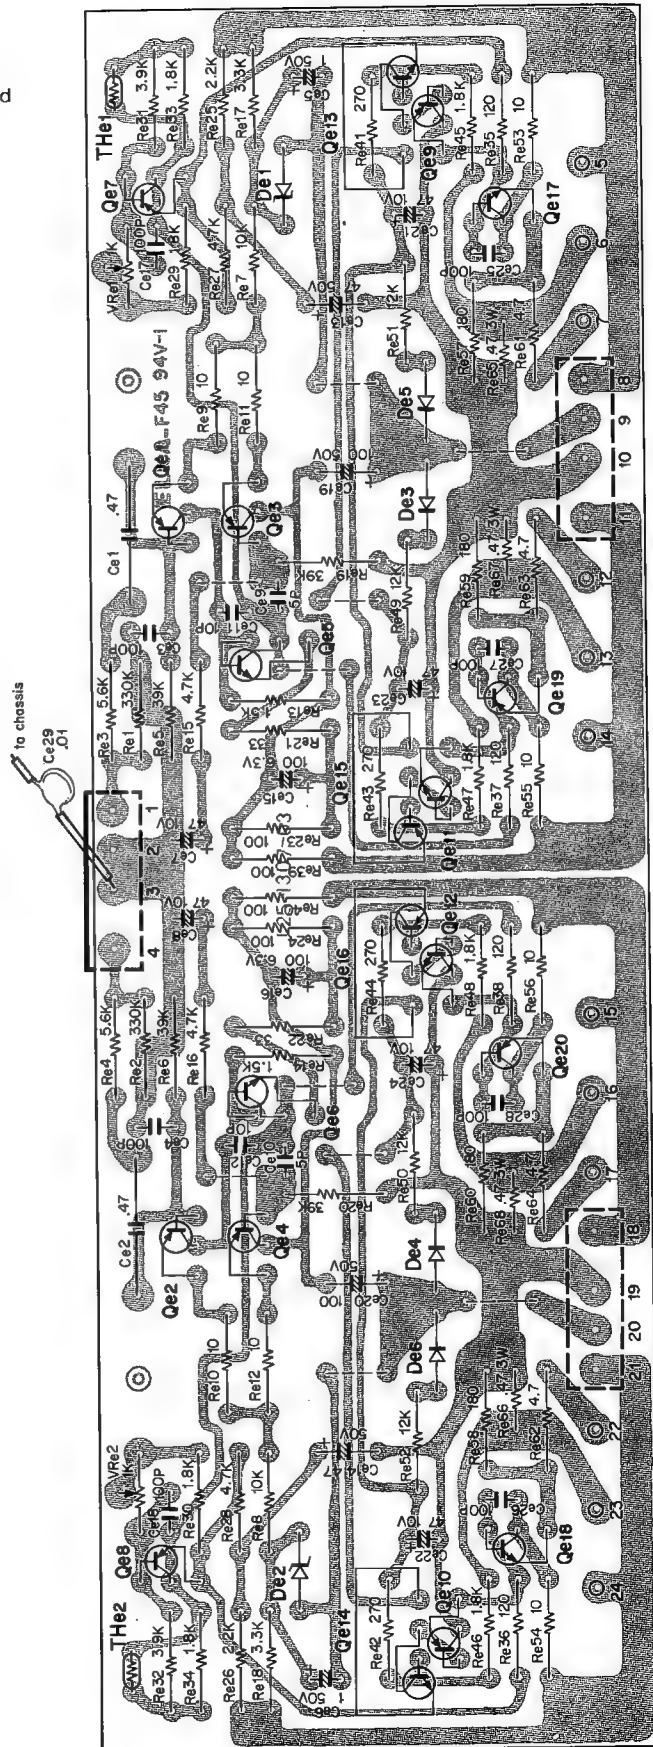 d
THe1
Re31 3.9K
Re33 1.8K
Re25 2.2K
Re17 3.3K
1 50V
Ce5
Qe13
Re41 270
Qe9
Re45 1.8K
Re35 120
Re53 10
5
Qe7
De1
Ce17 100P
VRe1
Re29 1.8K
Re27 4.7K
Re7 10K
Ce21 47 10V
Qe17
Ce25 100P
6
47 50V
Re51 12K
Re57 180
Re65 .47 3W
4.7
7
F45 94V-1
Re9 10
Re11 10
De5
8
9
10
11
Ce1 .47
Qe3
Ce19 100 50V
De3
Ce9 5P
Ce11 10P
Re19 39K
Re49 12K
Re59 180
Re67 .47 3W
Re63 4.7
12
Re3 5.6K
Re1 330K
Re5 39K
Re15 4.7K
Qe5
Re13 1.5K
Re21 33
Ce23 47 10V
Ce27 100P
Qe19
13
to chassis
Ce29 .01
Ce15 100 6.3V
Qe15
Re43 270
Qe11
Re47 1.8K
Re37 120
Re55 10
14
1
2
3
4
Ce7 47 10V
Re23 100
Re39 100
Ce8 47 10V
Re40 100
Re24 100
Ce16 100 6.3V
Qe16
Re44 270
Qe12
Re48 1.8K
Re38 120
Re56 10
15
Re4 5.6K
Re2 330K
Re6 39K
Re16 4.7K
Re22 33
Re14 1.5K
Qe6
Ce24 47 10V
Qe20
Ce28 100P
16
Ce4 100P
Ce10 5P
Re20 39K
Re50 12K
Re60 180
Re68 .47 3W
Re64 4.7
17
Ce2 .47
Qe2
Qe4
Ce20 100 50V
De4
18
19
20
21
Re10 10
Re12 10
De6
VRe2
Ce14 47 50V
Re52 12K
Re58 180
Re66 .47 3W
Re62 4.7
22
Qe8
Ce18 100P
Re30 1.8K
Re28 4.7K
Re8 10K
De2
Ce22 47 10V
Ce26 100P
Qe18
23
THe2
Re32 3.9K
Re34 1.8K
Re26 2.2K
Re18 3.3K
Ce6 1 50V
Qe14
Re42 270
Qe10
Re46 1.8K
Re36 120
Re54 10
24